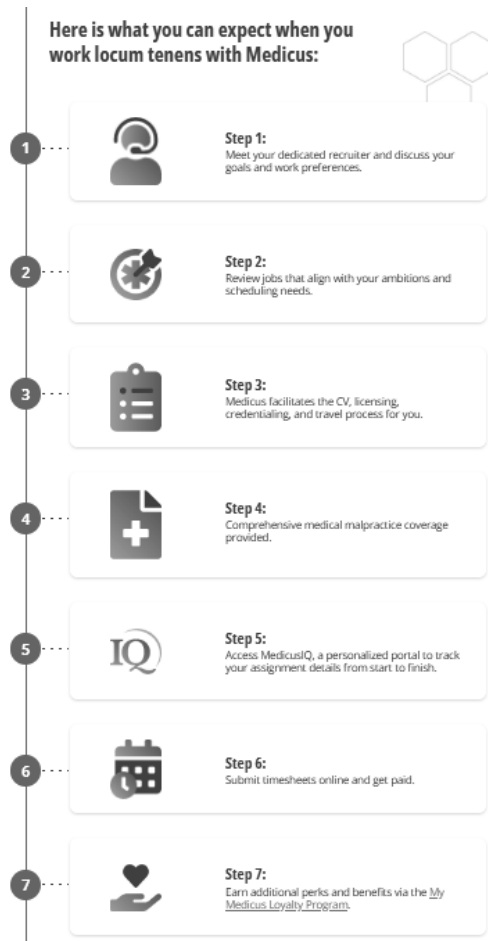 Here is what you can expect when you
work locum tenens with Medicus:
1
Step 1:
Meet your dedicated recruiter and discuss your
goals and work preferences.
2
Step 2:
Review jobs that align with your ambitions and
scheduling needs.
3
Step 3:
Medicus facilitates the CV, licensing,
credentialing, and travel process for you.
4
Step 4:
Comprehensive medical malpractice coverage
provided.
5
IQ
Step 5:
Access MedicusIQ, a personalized portal to track
your assignment details from start to finish.
6
Step 6:
Submit timesheets online and get paid.
7
Step 7:
Earn additional perks and benefits via the My
Medicus Loyalty Program.